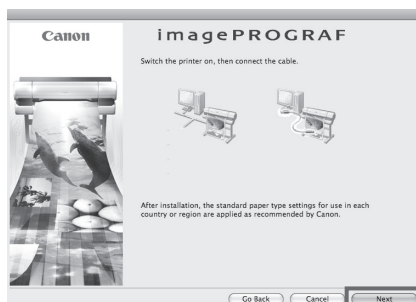 Canon
imagePROGRAF
Switch the printer on, then connect the cable.
After installation, the standard paper type settings for use in each
country or region are applied as recommended by Canon.
Go Back
Cancel
Next